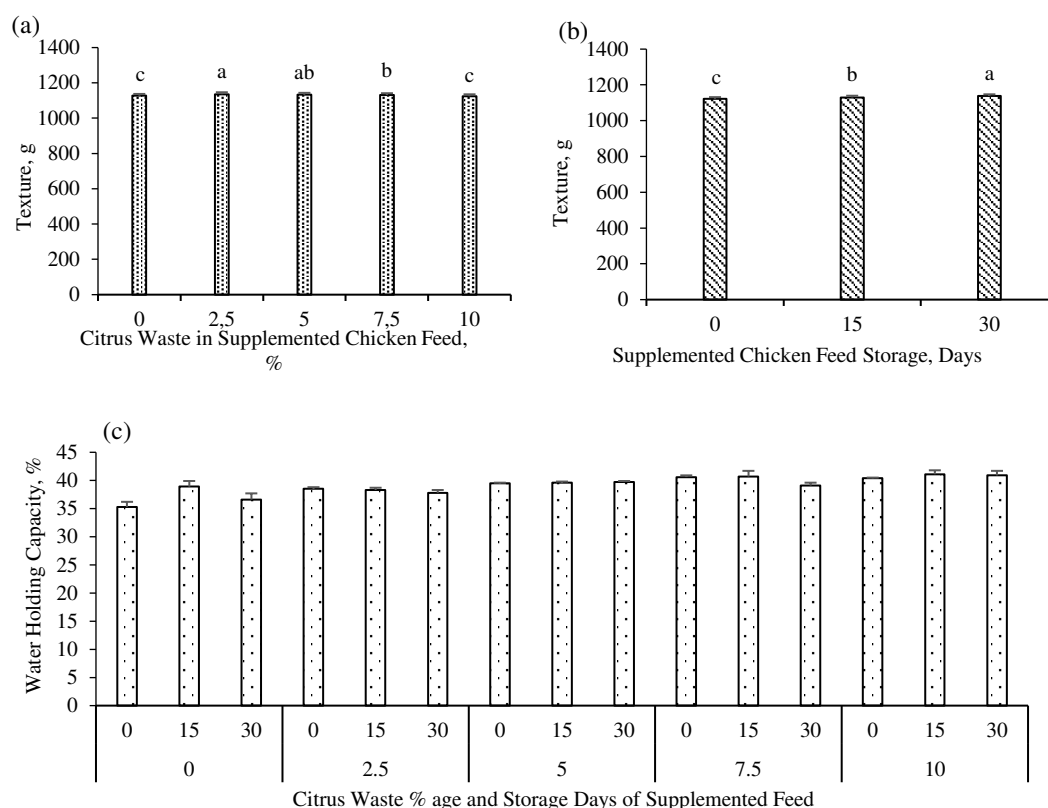 (a)
1400
1200
1000
800
600
400
200
0
Texture, g
c a ab b c
0 2,5 5 7,5 10
Citrus Waste in Supplemented Chicken Feed,
%
(b)
1400
1200
1000
800
600
400
200
0
Texture, g
c b a
0 15 30
Supplemented Chicken Feed Storage, Days
(c)
45
40
35
30
25
20
15
10
5
0
Water Holding Capacity, %
0 15 30 0 15 30 0 15 30 0 15 30 0 15 30
0 2.5 5 7.5 10
Citrus Waste % age and Storage Days of Supplemented Feed